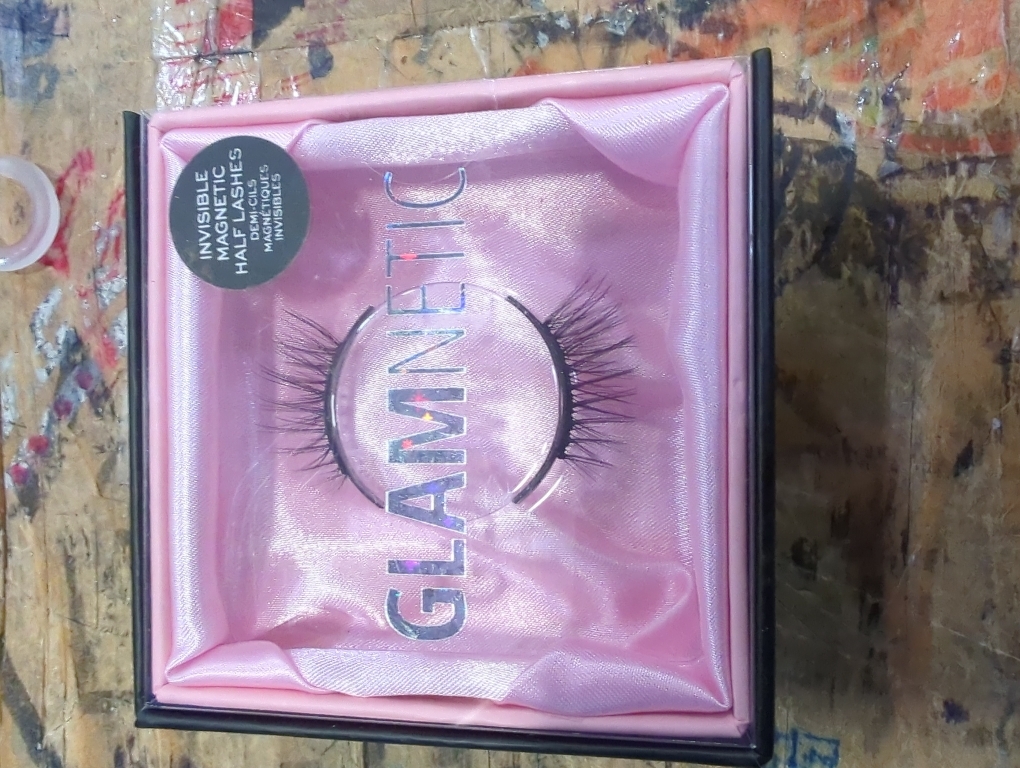 INVISIBLE
MAGNETIC
HALF LASHES
DEMI-CILS
MAGNÉTIQUES
INVISIBLES
GLAMNETIC